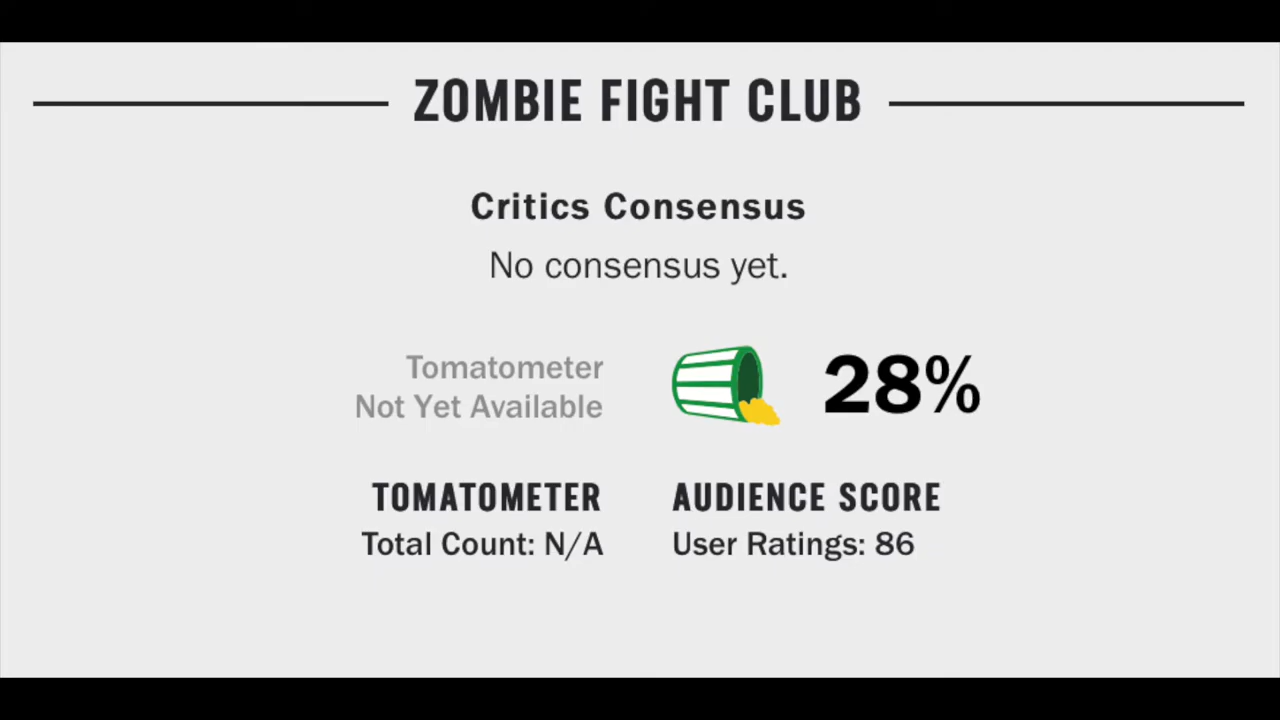 ZOMBIE FIGHT CLUB
Critics Consensus
No consensus yet.
Tomatometer
Not Yet Available
28%
TOMATOMETER
Total Count: N/A
AUDIENCE SCORE
User Ratings: 86